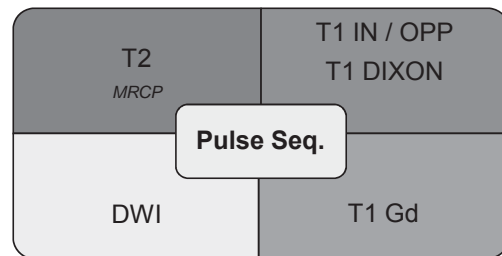 T2
MRCP
T1 IN / OPP
T1 DIXON
Pulse Seq.
DWI
T1 Gd